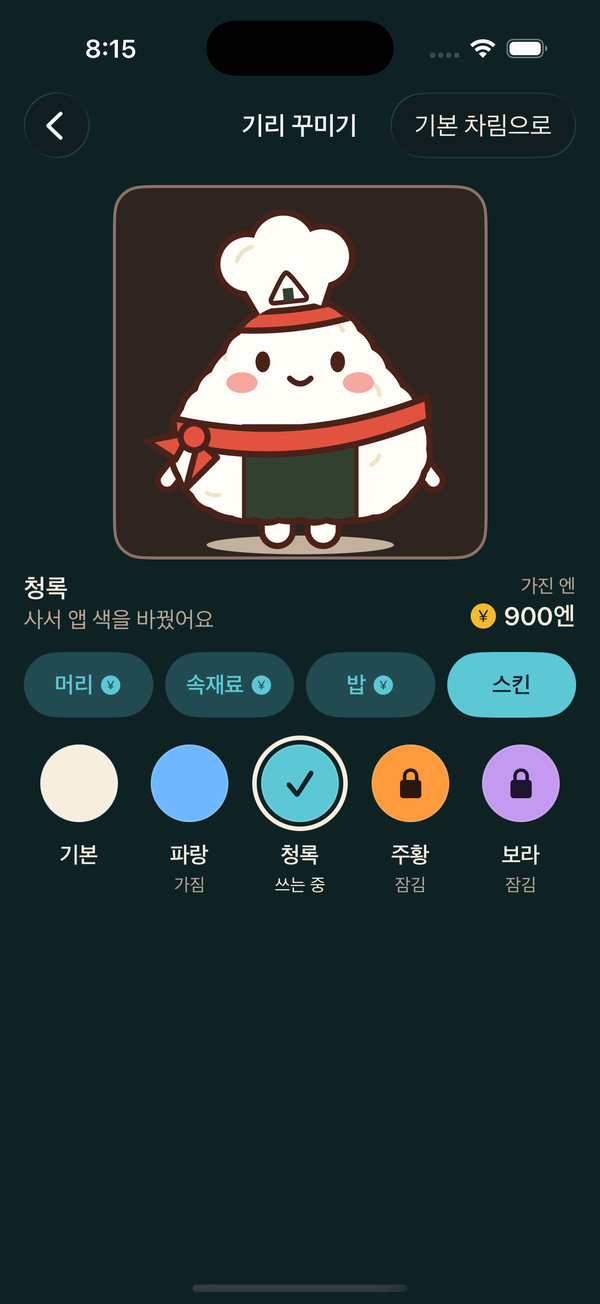 8:15
기리 꾸미기
기본 차림으로
청록
사서 앱 색을 바꿨어요
가진 엔
¥ 900엔
머리 ¥
속재료 ¥
밥 ¥
스킨
기본
파랑
청록
주황
보라
가짐
쓰는 중
잠김
잠김